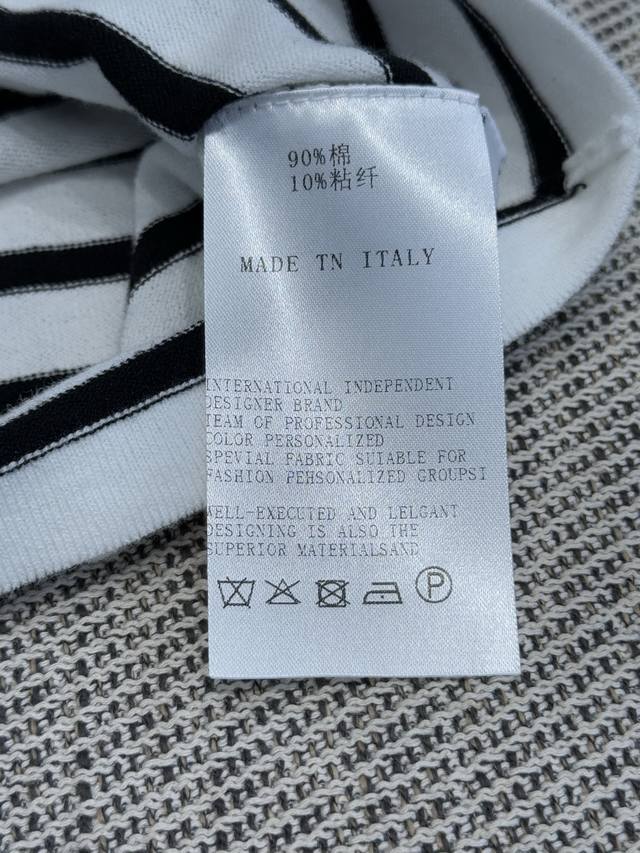 90%棉
10%粘纤
MADE TN ITALY
INTERNATIONAL INDEPENDENT
DESIGNER BRAND
TEAM OF PROFESSIONAL DESIGN
COLOR PERSONALIZED
SPEVIAL FABRIC SUIABLE FOR
FASHION PEHSONALIZED GROUPSI
WELL-EXECUTED AND LELGANT
DESIGNING IS ALSO THE
SUPERIOR MATERIALSAND
P